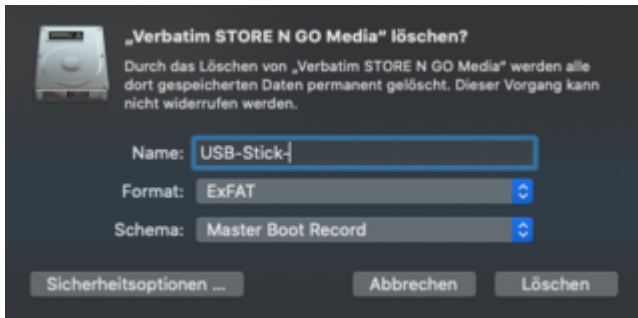 „Verbatim STORE N GO Media“ löschen?
Durch das Löschen von „Verbatim STORE N GO Media“ werden alle
dort gespeicherten Daten permanent gelöscht. Dieser Vorgang kann
nicht widerrufen werden.
Name: USB-Stick-
Format: ExFAT
Schema: Master Boot Record
Sicherheitsoptionen ... Abbrechen Löschen